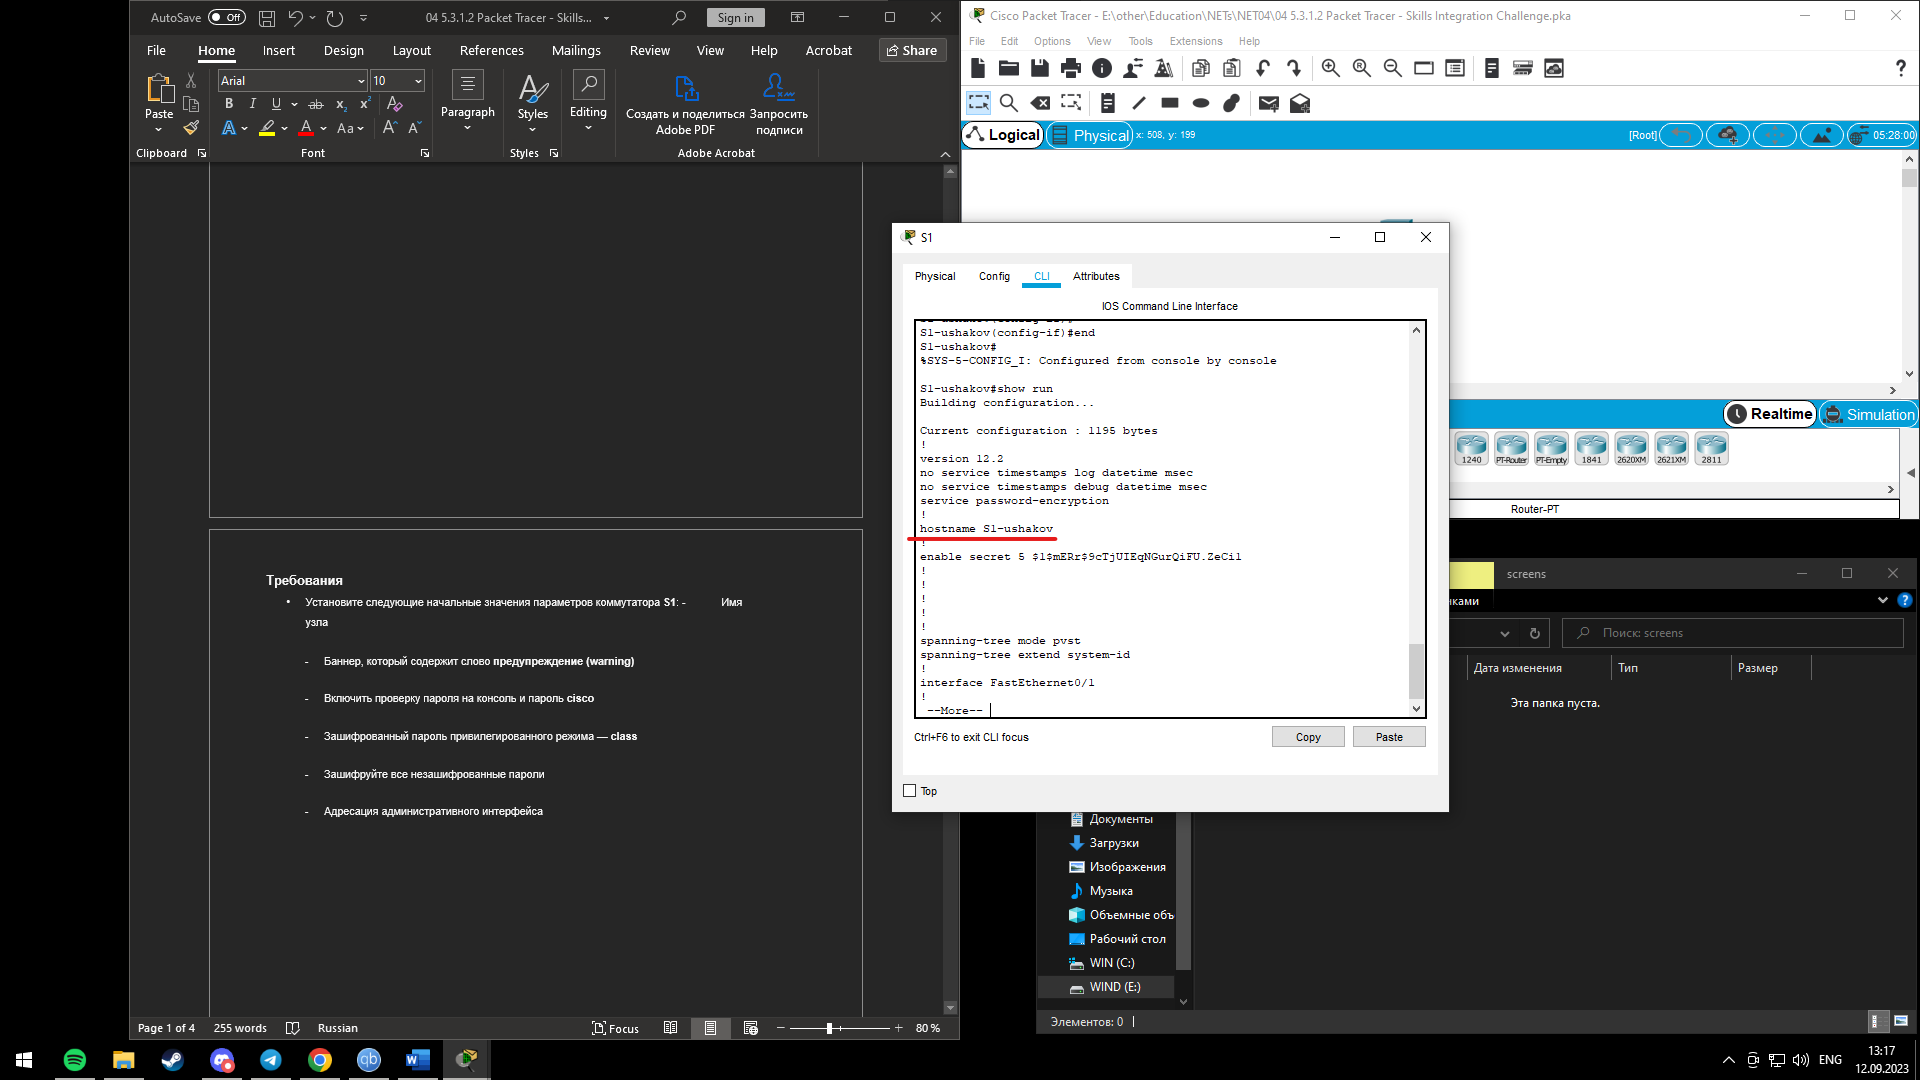 AutoSave Off
04 5.3.1.2 Packet Tracer - Skills...
Sign in
File Home Insert Design Layout References Mailings Review View Help Acrobat Share
Arial 10
Paste
Paragraph
Styles
Editing
Создать и поделиться Adobe PDF
Запросить подписи
Clipboard Font Styles Adobe Acrobat
Требования
• Установите следующие начальные значения параметров коммутатора S1: - Имя
узла
- Баннер, который содержит слово предупреждение (warning)
- Включить проверку пароля на консоль и пароль cisco
- Зашифрованный пароль привилегированного режима — class
- Зашифруйте все незашифрованные пароли
- Адресация административного интерфейса
Page 1 of 4 255 words Russian Focus 80 %
Cisco Packet Tracer - E:\other\Education\NETs\NET04\04 5.3.1.2 Packet Tracer - Skills Integration Challenge.pka
File Edit Options View Tools Extensions Help
Logical Physical x: 508, y: 199 [Root] 05:28:00
Realtime Simulation
1240 PT-Router PT-Empty 1841 2620XM 2621XM 2811
Router-PT
S1
Physical Config CLI Attributes
IOS Command Line Interface
S1-ushakov(config-if)#end
S1-ushakov#
%SYS-5-CONFIG_I: Configured from console by console
S1-ushakov#show run
Building configuration...
Current configuration : 1195 bytes
!
version 12.2
no service timestamps log datetime msec
no service timestamps debug datetime msec
service password-encryption
!
hostname S1-ushakov
!
enable secret 5 $1$mERr$9cTjUIEqNGurQiFU.ZeCi1
!
!
!
!
!
spanning-tree mode pvst
spanning-tree extend system-id
!
interface FastEthernet0/1
!
--More--
Ctrl+F6 to exit CLI focus
Copy Paste
Top
screens
Поиск: screens
Дата изменения Тип Размер
Эта папка пуста.
Документы
Загрузки
Изображения
Музыка
Рабочий стол
WIN (C:)
WIND (E:)
Элементов: 0
ENG
13:17
12.09.2023